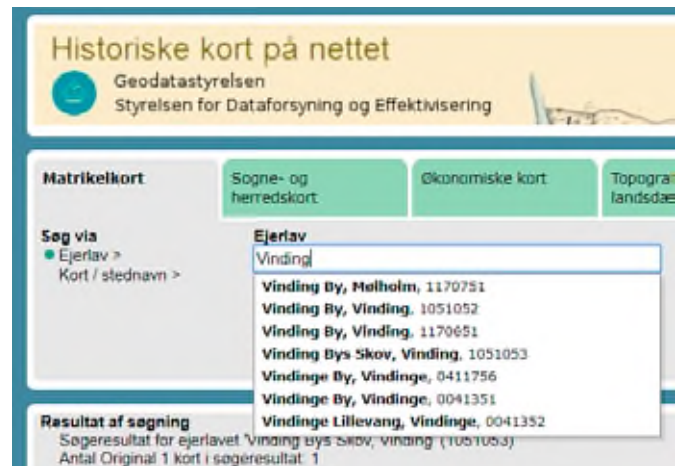 Historiske kort på nettet
Geodatastyrelsen
Styrelsen for Dataforsyning og Effektivisering
Matrikelkort
Sogne- og
herredskort
Økonomiske kort
Topograf
landsdæ
Søg via
Ejerlav >
Kort / stednavn >
Ejerlav
Vinding
Vinding By, Mølholm, 1170751
Vinding By, Vinding, 1051052
Vinding By, Vinding, 1170651
Vinding Bys Skov, Vinding, 1051053
Vindinge By, Vindinge, 0411756
Vindinge By, Vindinge, 0041351
Vindinge Lillevang, Vindinge, 0041352
Resultat af søgning
Søgeresultat for ejerlavet 'Vinding Bys Skov, Vinding' (1051053)
Antal Original 1 kort i søgeresultat: 1